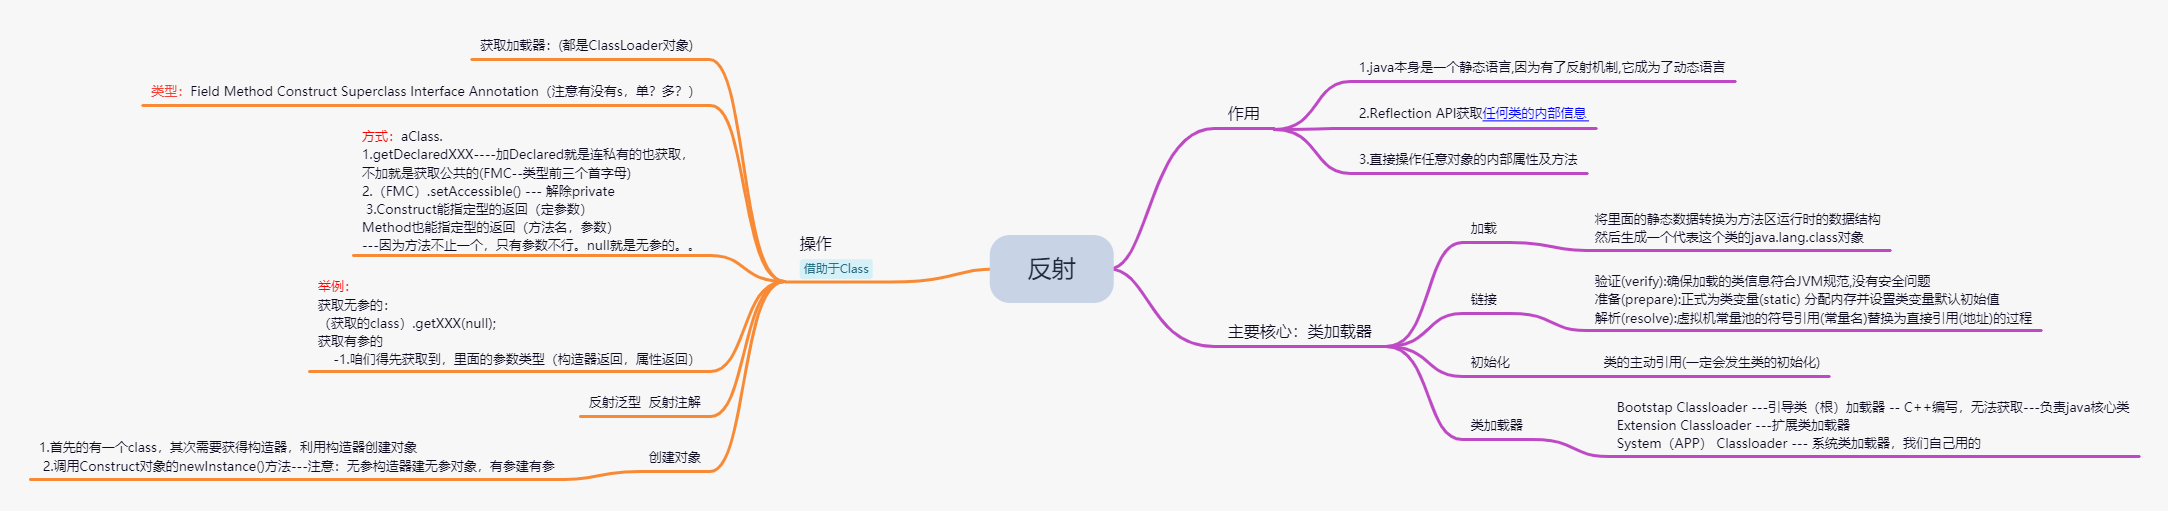 反射
作用
1.java本身是一个静态语言,因为有了反射机制,它成为了动态语言
2.Reflection API获取任何类的内部信息
3.直接操作任意对象的内部属性及方法
主要核心：类加载器
加载
将里面的静态数据转换为方法区运行时的数据结构
然后生成一个代表这个类的java.lang.class对象
链接
验证(verify):确保加载的类信息符合JVM规范,没有安全问题
准备(prepare):正式为类变量(static) 分配内存并设置类变量默认初始值
解析(resolve):虚拟机常量池的符号引用(常量名)替换为直接引用(地址)的过程
初始化
类的主动引用(一定会发生类的初始化)
类加载器
Bootstap Classloader ---引导类（根）加载器 -- C++编写，无法获取---负责java核心类
Extension Classloader ---扩展类加载器
System（APP） Classloader --- 系统类加载器，我们自己用的
操作
借助于Class
获取加载器：(都是ClassLoader对象)
类型：Field Method Construct Superclass Interface Annotation（注意有没有s，单？多？）
方式：aClass.
1.getDeclaredXXX----加Declared就是连私有的也获取，
不加就是获取公共的(FMC--类型前三个首字母)
2.（FMC）.setAccessible() --- 解除private
3.Construct能指定型的返回（定参数）
Method也能指定型的返回（方法名，参数）
---因为方法不止一个，只有参数不行。null就是无参的。。
举例：
获取无参的：
（获取的class）.getXXX(null);
获取有参的
-1.咱们得先获取到，里面的参数类型（构造器返回，属性返回）
反射泛型 反射注解
创建对象
1.首先的有一个class，其次需要获得构造器，利用构造器创建对象
2.调用Construct对象的newInstance()方法---注意：无参构造器建无参对象，有参建有参